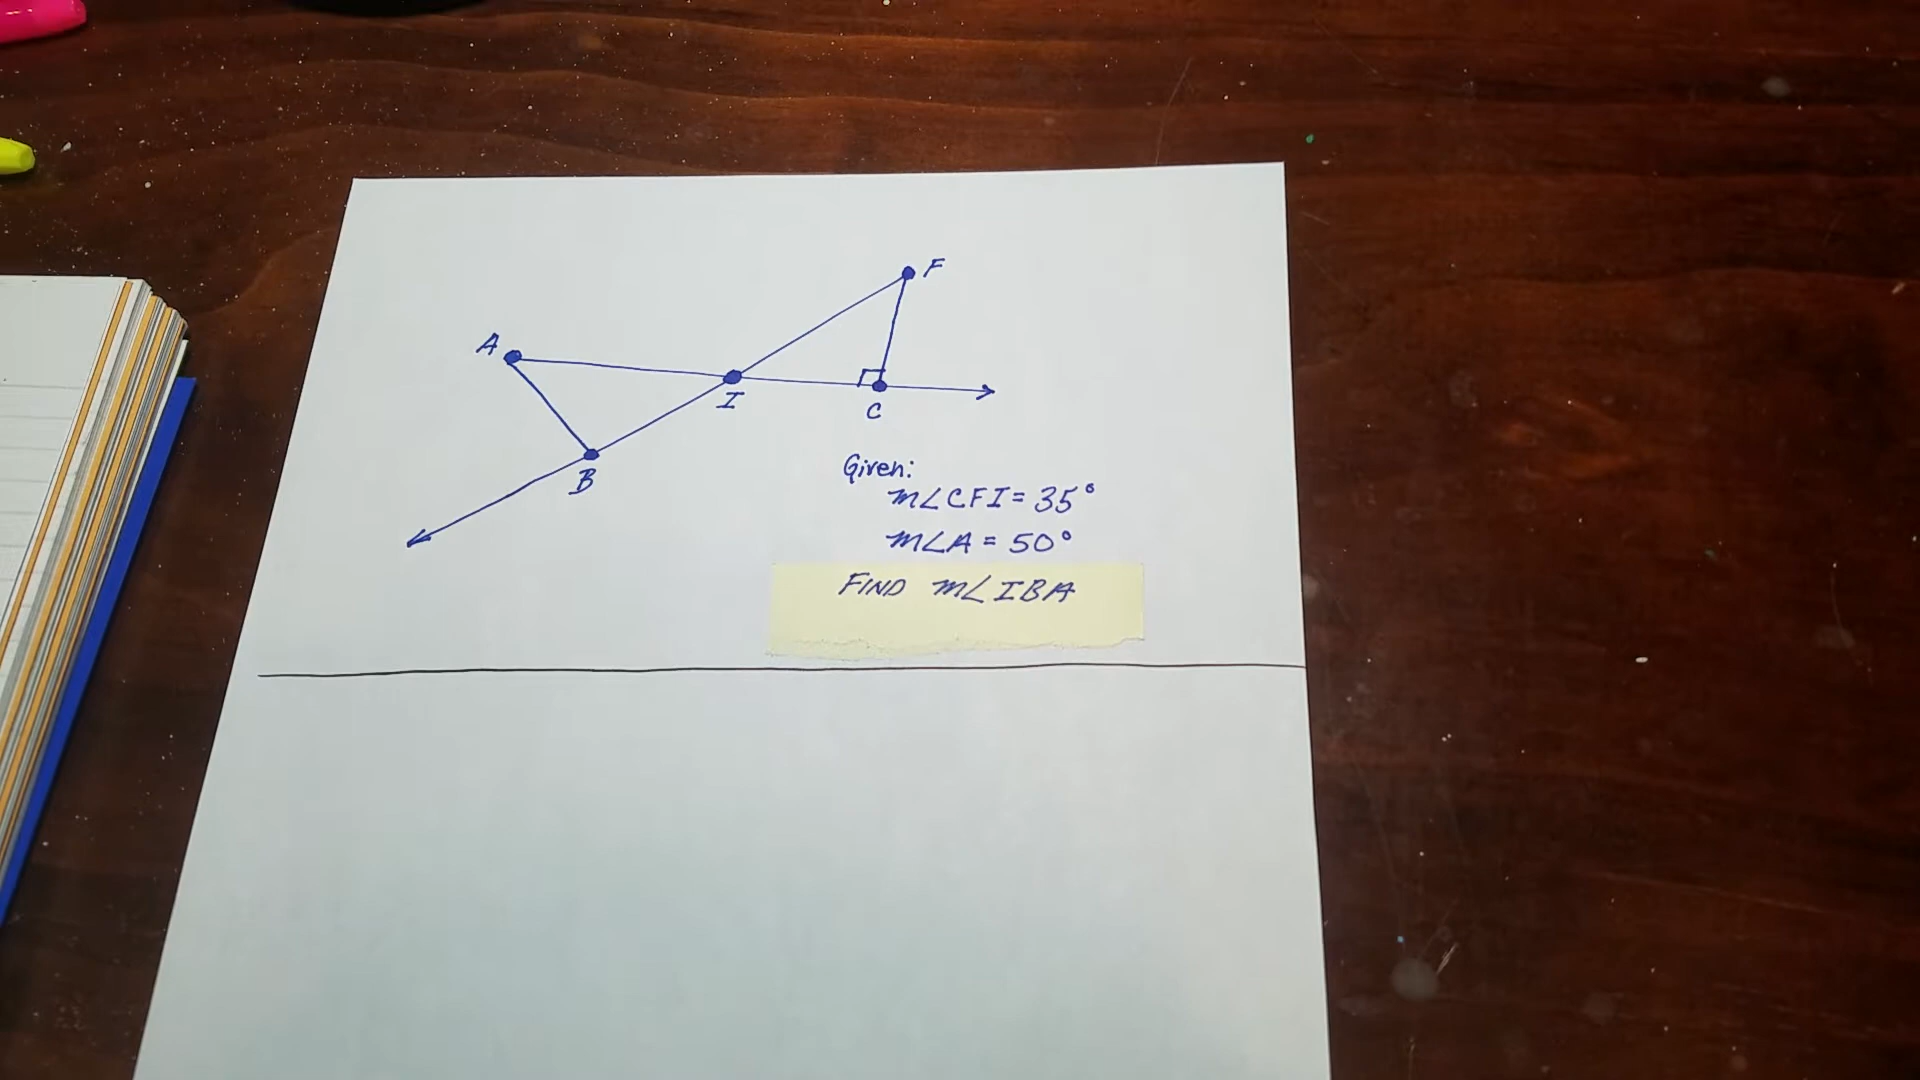 F
A
I
C
B
Given:
m∠CFI = 35°
m∠A = 50°
FIND m∠IBA